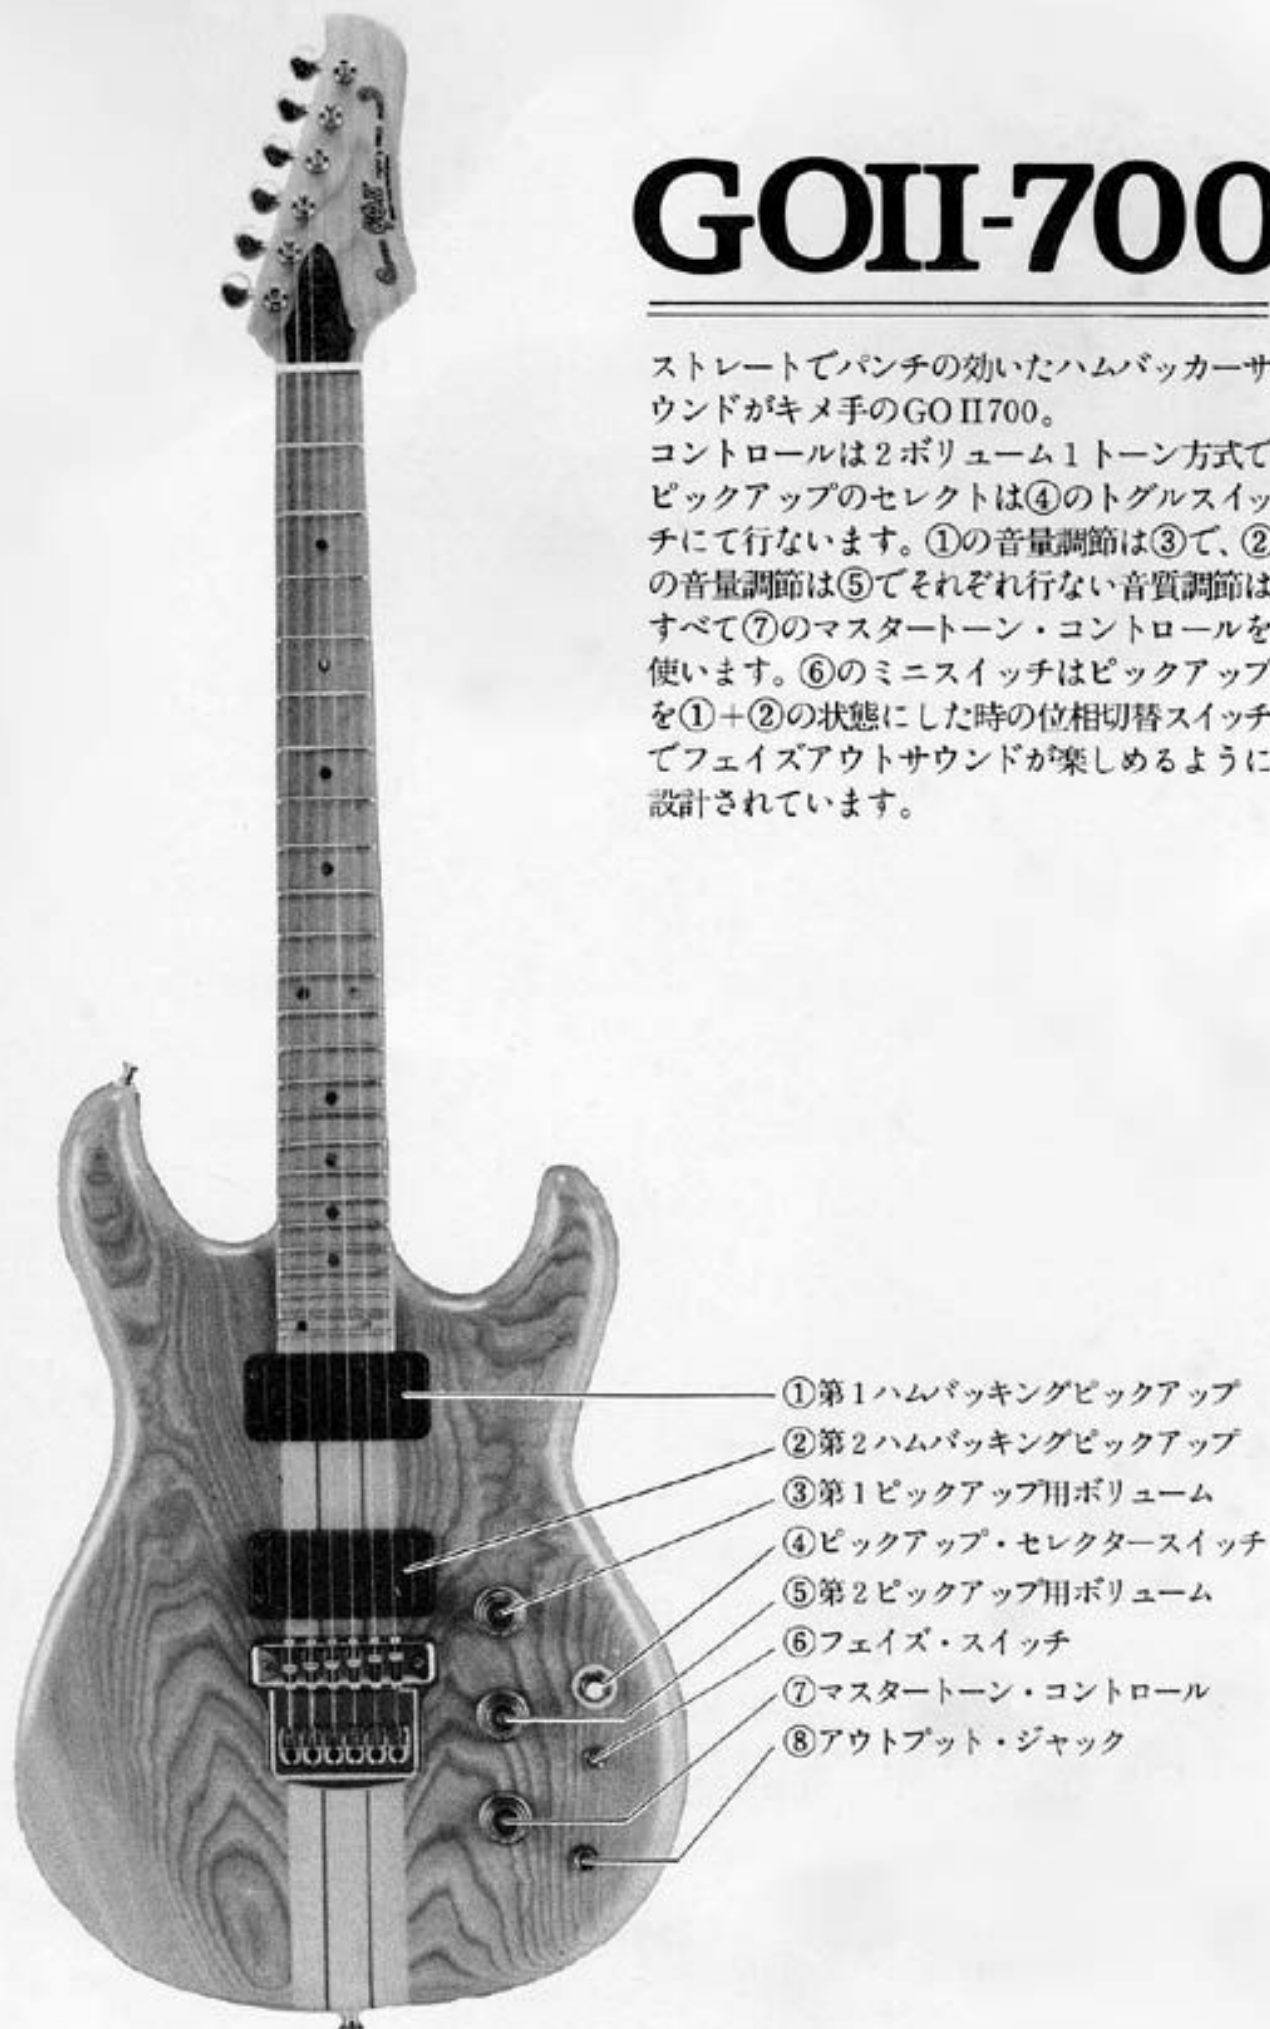 GOII-700
ストレートでパンチの効いたハムバッカーサ
ウンドがキメ手のGO II700。
コントロールは2ボリューム1トーン方式で
ピックアップのセレクトは④のトグルスイッ
チにて行ないます。①の音量調節は③で、②
の音量調節は⑤でそれぞれ行ない音質調節は
すべて⑦のマスタートーン・コントロールを
使います。⑥のミニスイッチはピックアップ
を①+②の状態にした時の位相切替スイッチ
でフェイズアウトサウンドが楽しめるように
設計されています。
①第1ハムバッキングピックアップ
②第2ハムバッキングピックアップ
③第1ピックアップ用ボリューム
④ピックアップ・セレクタースイッチ
⑤第2ピックアップ用ボリューム
⑥フェイズ・スイッチ
⑦マスタートーン・コントロール
⑧アウトプット・ジャック